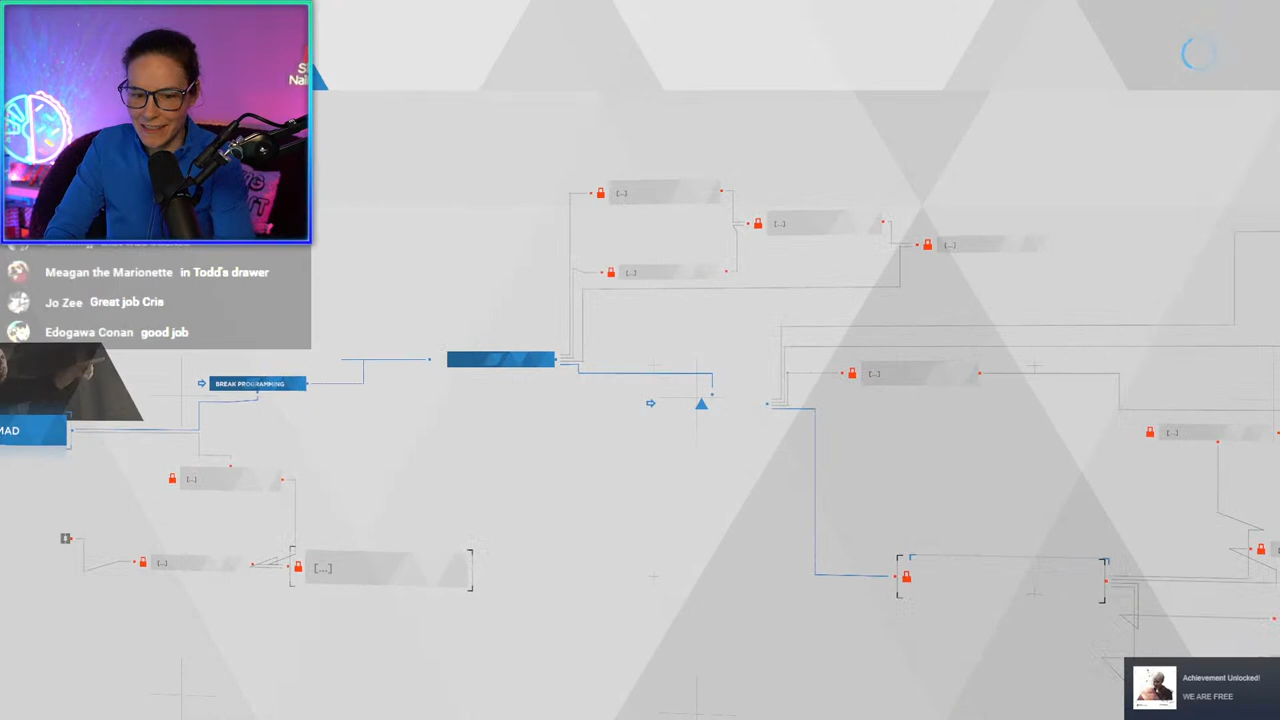 Meagan the Marionette in Todd's drawer
Jo Zee Great job Cris
Edogawa Conan good job
[...]
[...]
[...]
[...]
BREAK PROGRAMMING
[...]
MAD
[...]
[...]
[...]
[...]
Achievement Unlocked!
WE ARE FREE